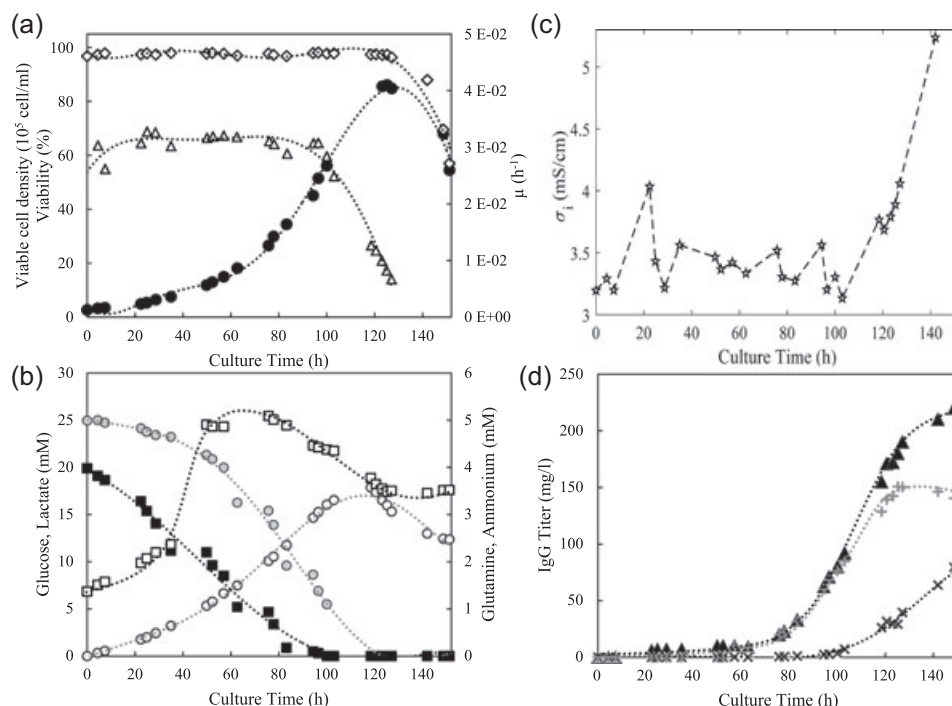 (a)
Viable cell density (10⁵ cell/ml)
Viability (%)
100
80
60
40
20
0
5 E-02
4 E-02
3 E-02
2 E-02
1 E-02
0 E+00
μ (h⁻¹)
0 20 40 60 80 100 120 140
Culture Time (h)
(c)
σᵢ (mS/cm)
5
4.5
4
3.5
3
0 20 40 60 80 100 120 140
Culture Time (h)
(b)
Glucose, Lactate (mM)
30
25
20
15
10
5
0
6
5
4
3
2
1
0
Glutamine, Ammonium (mM)
0 20 40 60 80 100 120 140
Culture Time (h)
(d)
IgG Titer (mg/l)
250
200
150
100
50
0
0 20 40 60 80 100 120 140
Culture Time (h)